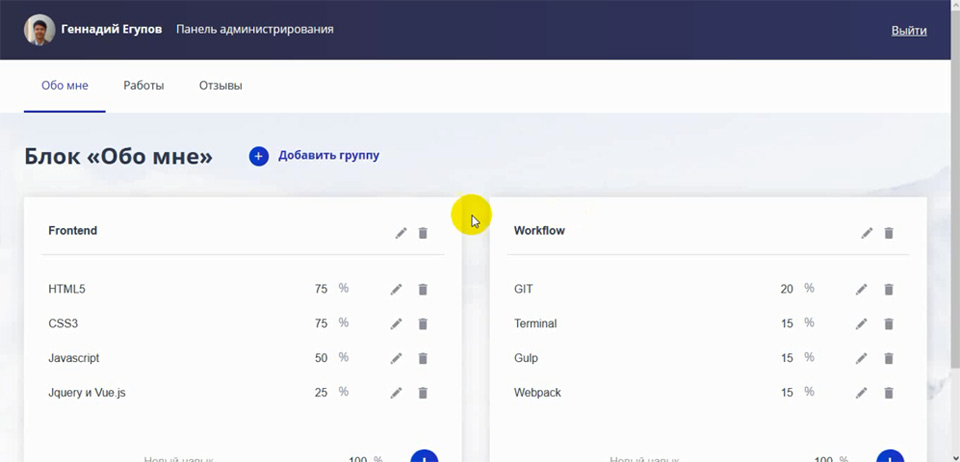 Геннадий Егупов Панель администрирования Выйти
Обо мне Работы Отзывы
Блок «Обо мне» + Добавить группу
Frontend
HTML5 75 %
CSS3 75 %
Javascript 50 %
Jquery и Vue.js 25 %
Новый навык 100 %
Workflow
GIT 20 %
Terminal 15 %
Gulp 15 %
Webpack 15 %
Новый навык 100 %